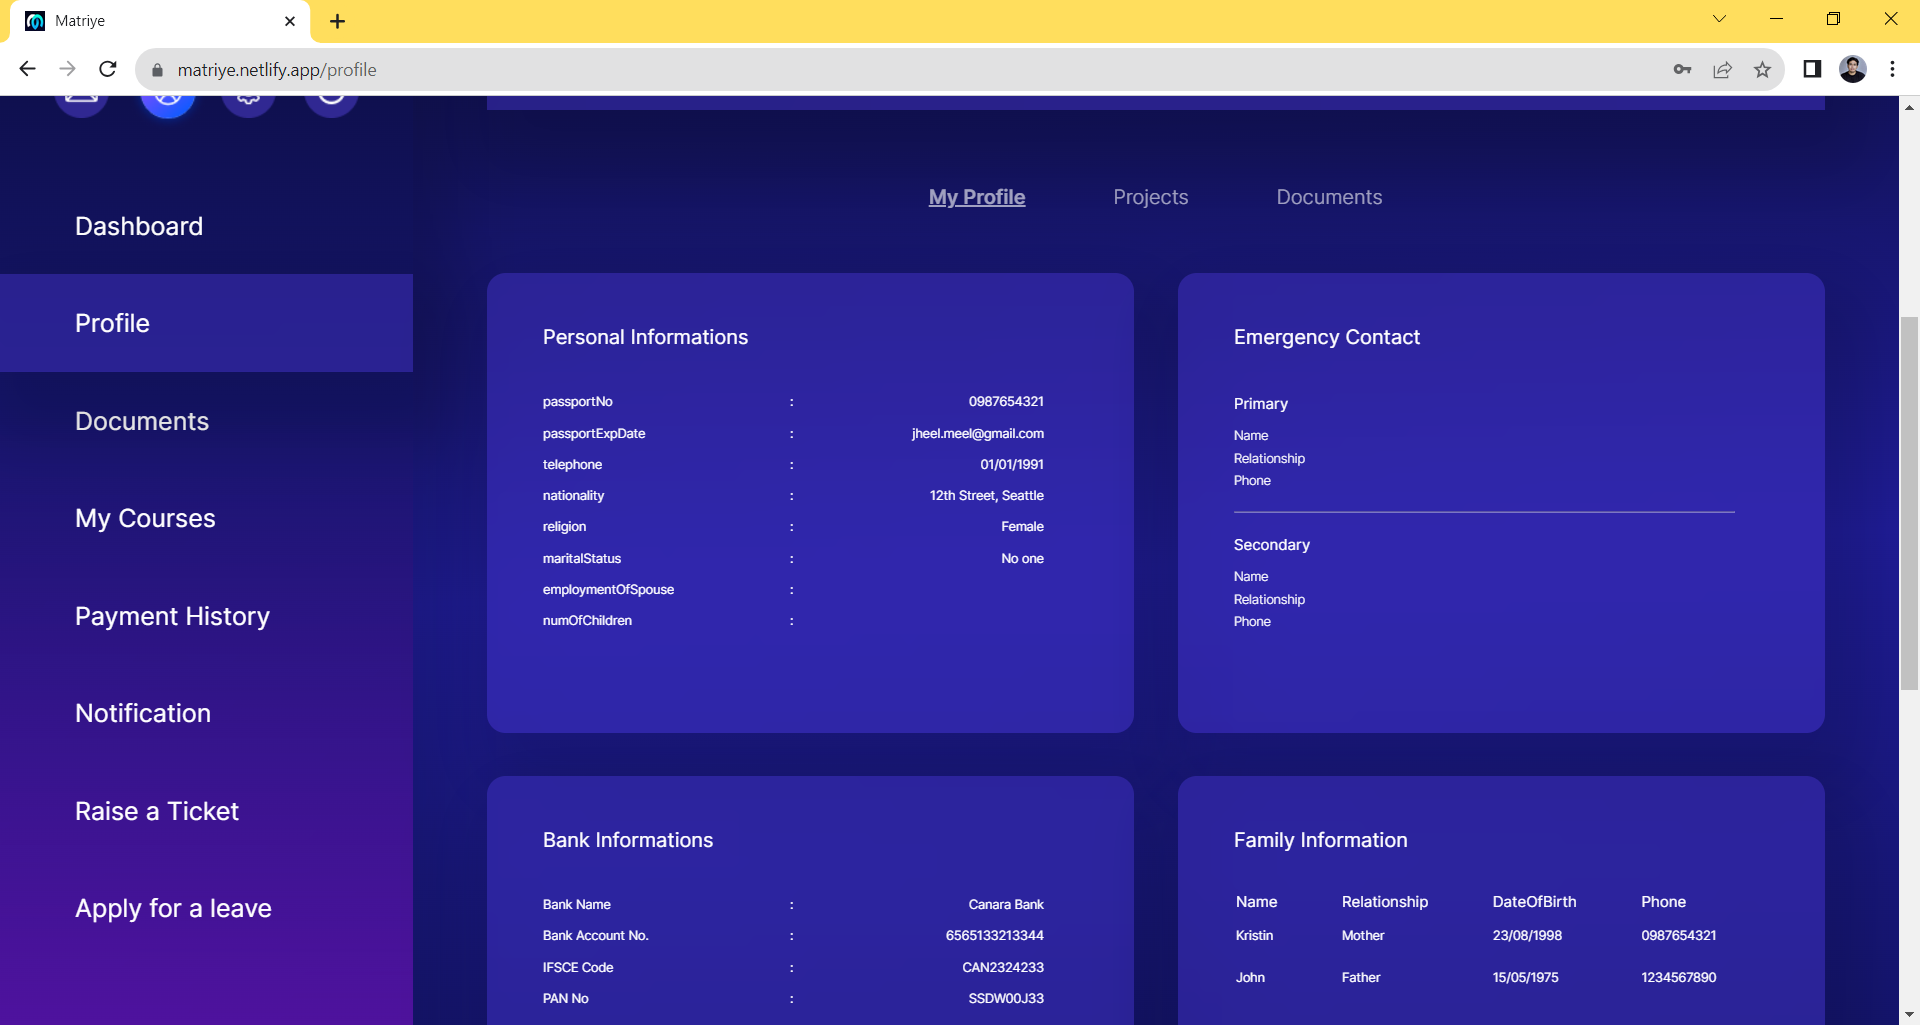 Matriye
matriye.netlify.app/profile
My Profile Projects Documents
Dashboard
Profile
Documents
My Courses
Payment History
Notification
Raise a Ticket
Apply for a leave
Personal Informations
passportNo : 0987654321
passportExpDate : jheel.meel@gmail.com
telephone : 01/01/1991
nationality : 12th Street, Seattle
religion : Female
maritalStatus : No one
employmentOfSpouse :
numOfChildren :
Emergency Contact
Primary
Name
Relationship
Phone
Secondary
Name
Relationship
Phone
Bank Informations
Bank Name : Canara Bank
Bank Account No. : 6565133213344
IFSCE Code : CAN2324233
PAN No : SSDW00J33
Family Information
Name Relationship DateOfBirth Phone
Kristin Mother 23/08/1998 0987654321
John Father 15/05/1975 1234567890